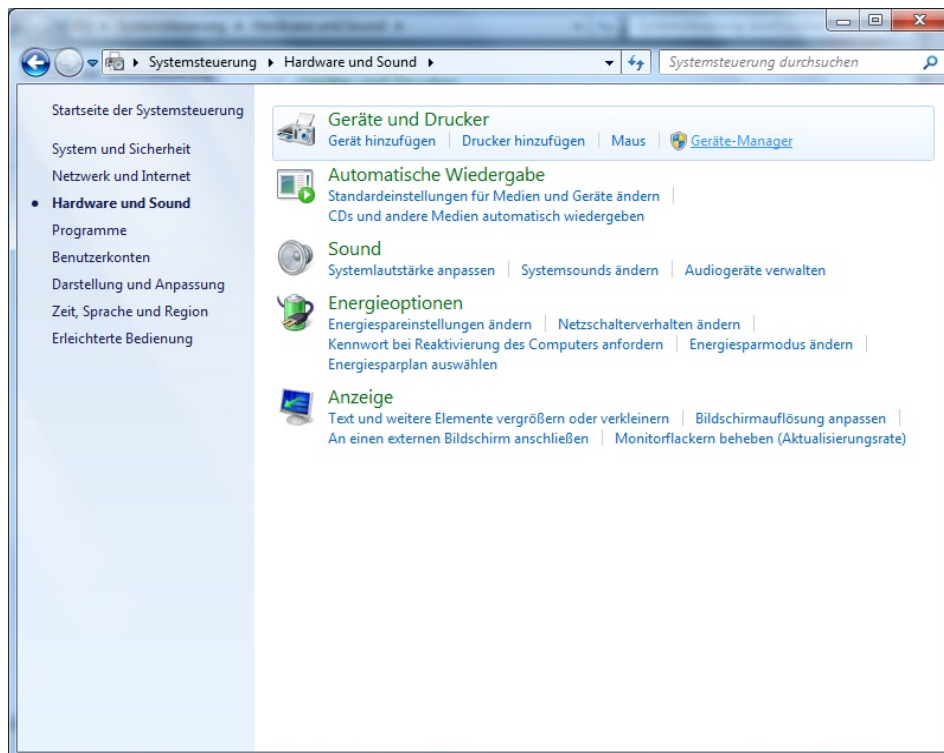 Systemsteuerung Hardware und Sound Systemsteuerung durchsuchen
Startseite der Systemsteuerung
System und Sicherheit
Netzwerk und Internet
Hardware und Sound
Programme
Benutzerkonten
Darstellung und Anpassung
Zeit, Sprache und Region
Erleichterte Bedienung
Geräte und Drucker
Gerät hinzufügen Drucker hinzufügen Maus Geräte-Manager
Automatische Wiedergabe
Standardeinstellungen für Medien und Geräte ändern
CDs und andere Medien automatisch wiedergeben
Sound
Systemlautstärke anpassen Systemsounds ändern Audiogeräte verwalten
Energieoptionen
Energiespareinstellungen ändern Netzschalterverhalten ändern
Kennwort bei Reaktivierung des Computers anfordern Energiesparmodus ändern
Energiesparplan auswählen
Anzeige
Text und weitere Elemente vergrößern oder verkleinern Bildschirmauflösung anpassen
An einen externen Bildschirm anschließen Monitorflackern beheben (Aktualisierungsrate)